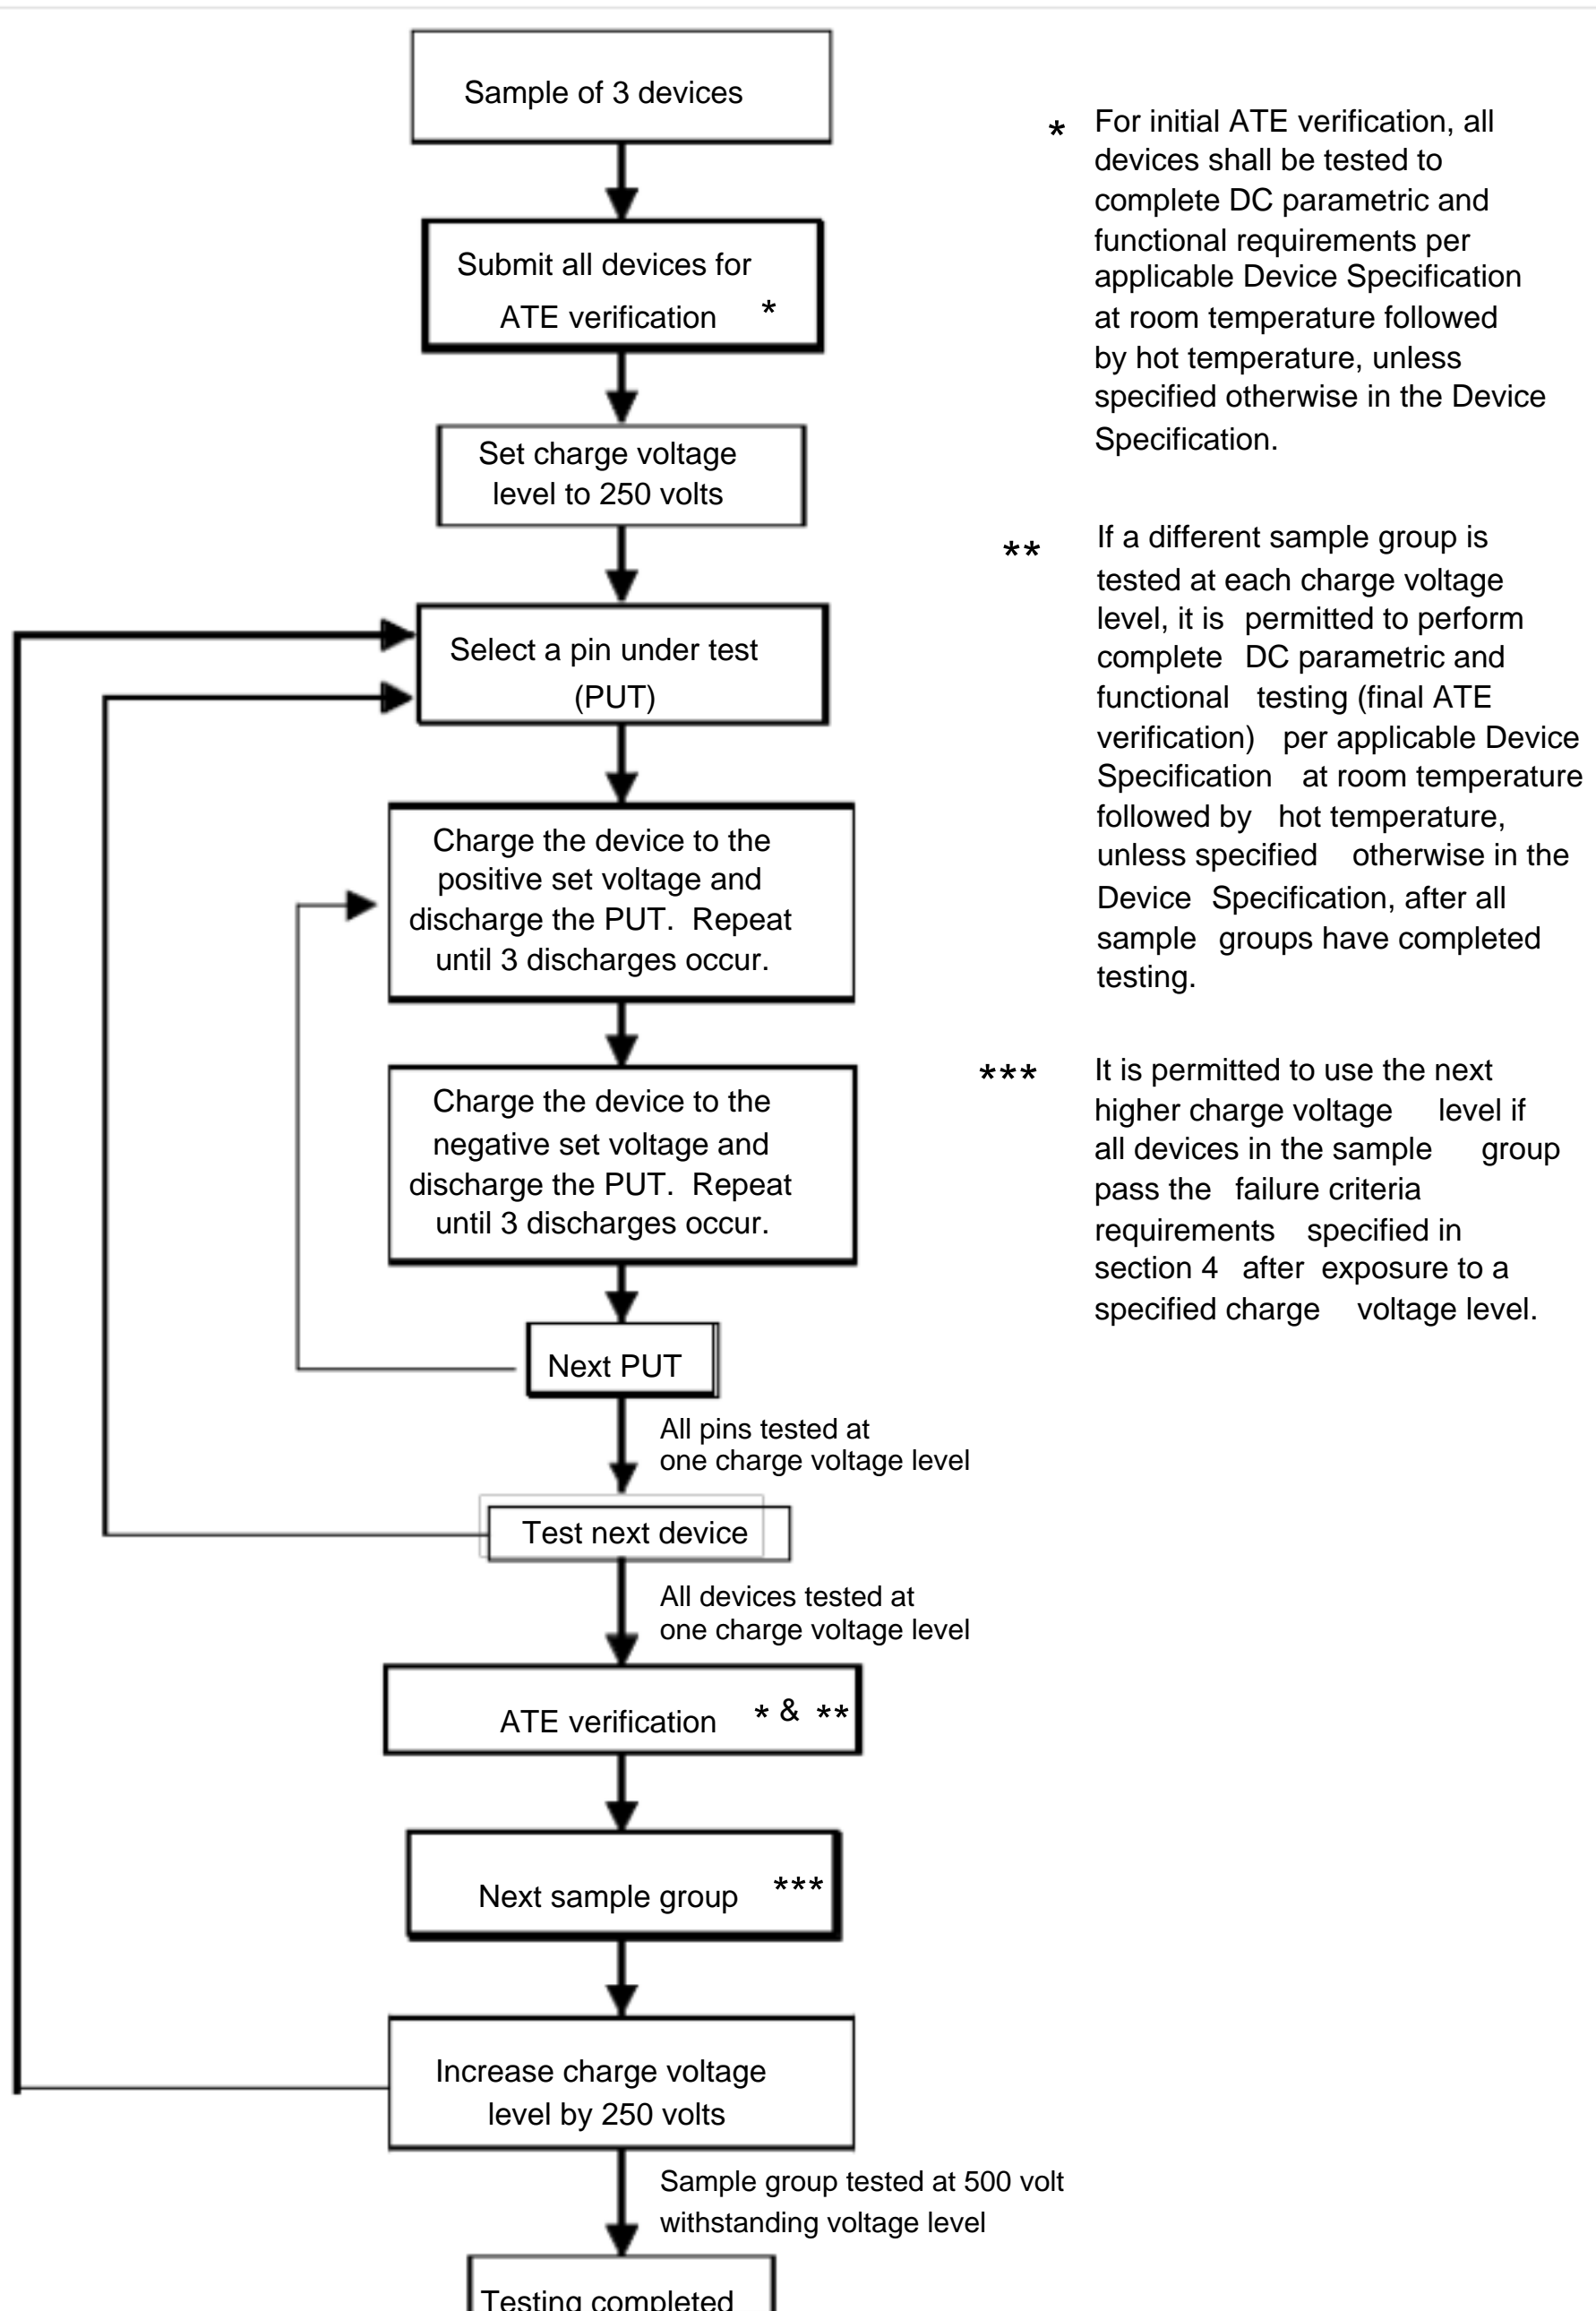 Sample of 3 devices
Submit all devices for
ATE verification *
Set charge voltage
level to 250 volts
Select a pin under test
(PUT)
Charge the device to the
positive set voltage and
discharge the PUT. Repeat
until 3 discharges occur.
Charge the device to the
negative set voltage and
discharge the PUT. Repeat
until 3 discharges occur.
Next PUT
All pins tested at
one charge voltage level
Test next device
All devices tested at
one charge voltage level
ATE verification * & **
Next sample group ***
Increase charge voltage
level by 250 volts
Sample group tested at 500 volt
withstanding voltage level
Testing completed
* For initial ATE verification, all
devices shall be tested to
complete DC parametric and
functional requirements per
applicable Device Specification
at room temperature followed
by hot temperature, unless
specified otherwise in the Device
Specification.
** If a different sample group is
tested at each charge voltage
level, it is permitted to perform
complete DC parametric and
functional testing (final ATE
verification) per applicable Device
Specification at room temperature
followed by hot temperature,
unless specified otherwise in the
Device Specification, after all
sample groups have completed
testing.
*** It is permitted to use the next
higher charge voltage level if
all devices in the sample group
pass the failure criteria
requirements specified in
section 4 after exposure to a
specified charge voltage level.